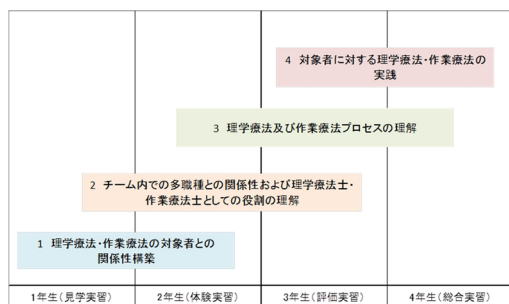 4 対象者に対する理学療法・作業療法の
実践
3 理学療法及び作業療法プロセスの理解
2 チーム内での多職種との関係性および理学療法士・
作業療法士としての役割の理解
1 理学療法・作業療法の対象者との
関係性構築
1年生(見学実習) 2年生(体験実習) 3年生(評価実習) 4年生(総合実習)